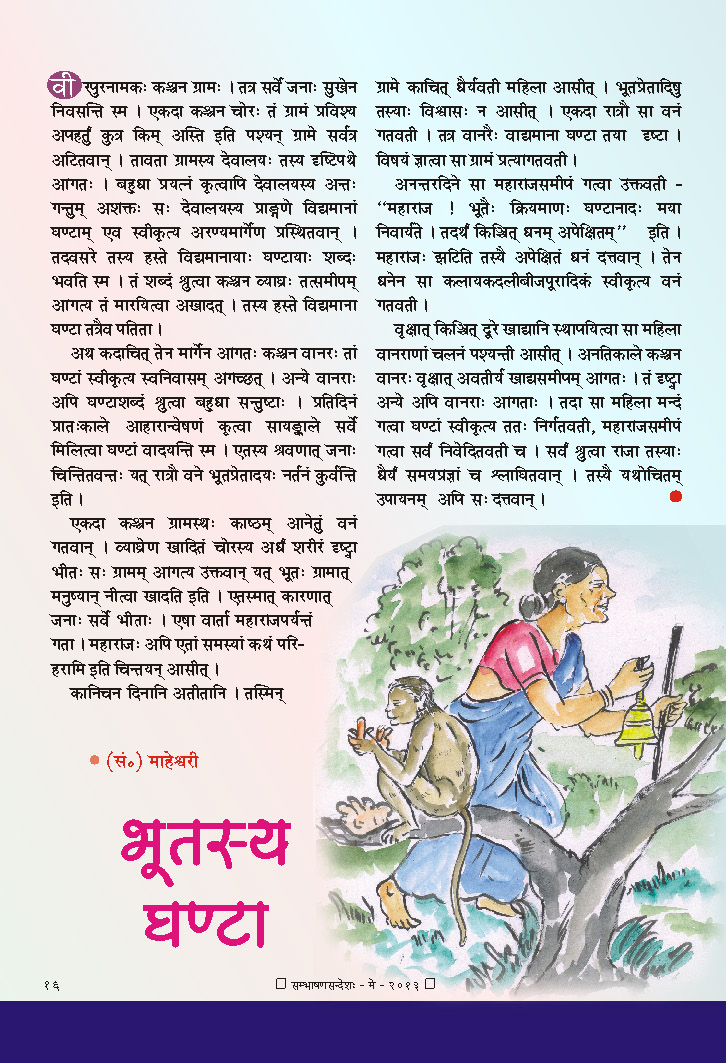 वीरपुरनामकः कश्चन ग्रामः । तत्र सर्वे जनाः सुखेन
निवसन्ति स्म । एकदा कश्चन चोरः तं ग्रामं प्रविश्य
अपहर्तुं कुत्र किम् अस्ति इति पश्यन् ग्रामे सर्वत्र
अटितवान् । तावता ग्रामस्य देवालयः तस्य दृष्टिपथे
आगतः । बहुधा प्रयत्नं कृत्वापि देवालयस्य अन्तः
गन्तुम् अशक्तः सः देवालयस्य प्राङ्गणे विद्यमानां
घण्टाम् एव स्वीकृत्य अरण्यमार्गेण प्रस्थितवान् ।
तदवसरे तस्य हस्ते विद्यमानायाः घण्टायाः शब्दः
भवति स्म । तं शब्दं श्रुत्वा कश्चन व्याघ्रः तत्समीपम्
आगत्य तं मारयित्वा अखादत् । तस्य हस्ते विद्यमाना
घण्टा तत्रैव पतिता ।
अथ कदाचित् तेन मार्गेन आगतः कश्चन वानरः तां
घण्टां स्वीकृत्य स्वनिवासम् अगच्छत् । अन्ये वानराः
अपि घण्टाशब्दं श्रुत्वा बहुधा सन्तुष्टाः । प्रतिदिनं
प्रातःकाले आहारान्वेषणं कृत्वा सायङ्काले सर्वे
मिलित्वा घण्टां वादयन्ति स्म । एतस्य श्रवणात् जनाः
चिन्तितवन्तः यत् रात्रौ वने भूतप्रेतादयः नर्तनं कुर्वन्ति
इति ।
एकदा कश्चन ग्रामस्थः काष्ठम् आनेतुं वनं
गतवान् । व्याघ्रेण खादितं चोरस्य अर्धं शरीरं दृष्ट्वा
भीतः सः ग्रामम् आगत्य उक्तवान् यत् भूतः ग्रामात्
मनुष्यान् नीत्वा खादति इति । एतस्मात् कारणात्
जनाः सर्वे भीताः । एषा वार्ता महाराजपर्यन्तं
गता । महाराजः अपि एतां समस्यां कथं परि-
हरामि इति चिन्तयन् आसीत् ।
कानिचन दिनानि अतीतानि । तस्मिन्
ग्रामे काचित् धैर्यवती महिला आसीत् । भूतप्रेतादिषु
तस्याः विश्वासः न आसीत् । एकदा रात्रौ सा वनं
गतवती । तत्र वानरैः वाद्यमाना घण्टा तया दृष्टा ।
विषयं ज्ञात्वा सा ग्रामं प्रत्यागतवती ।
अनन्तरदिने सा महाराजसमीपं गत्वा उक्तवती -
“महाराज ! भूतैः क्रियमाणः घण्टानादः मया
निवार्यते । तदर्थं किञ्चित् धनम् अपेक्षितम्” इति ।
महाराजः झटिति तस्यै अपेक्षितं धनं दत्तवान् । तेन
धनेन सा कलायकदलीबीजपूरादिकं स्वीकृत्य वनं
गतवती ।
वृक्षात् किञ्चित् दूरे खाद्यानि स्थापयित्वा सा महिला
वानराणां चलनं पश्यन्ती आसीत् । अनतिकाले कश्चन
वानरः वृक्षात् अवतीर्य खाद्यसमीपम् आगतः । तं दृष्ट्वा
अन्ये अपि वानराः आगताः । तदा सा महिला मन्दं
गत्वा घण्टां स्वीकृत्य ततः निर्गतवती, महाराजसमीपं
गत्वा सर्वं निवेदितवती च । सर्वं श्रुत्वा राजा तस्याः
धैर्यं समयप्रज्ञां च श्लाघितवान् । तस्यै यथोचितम्
उपायनम् अपि सः दत्तवान् ।
(सं०) माहेश्वरी
भूतस्य
घण्टा
१६
सम्भाषणसन्देशः - मे - २०१३